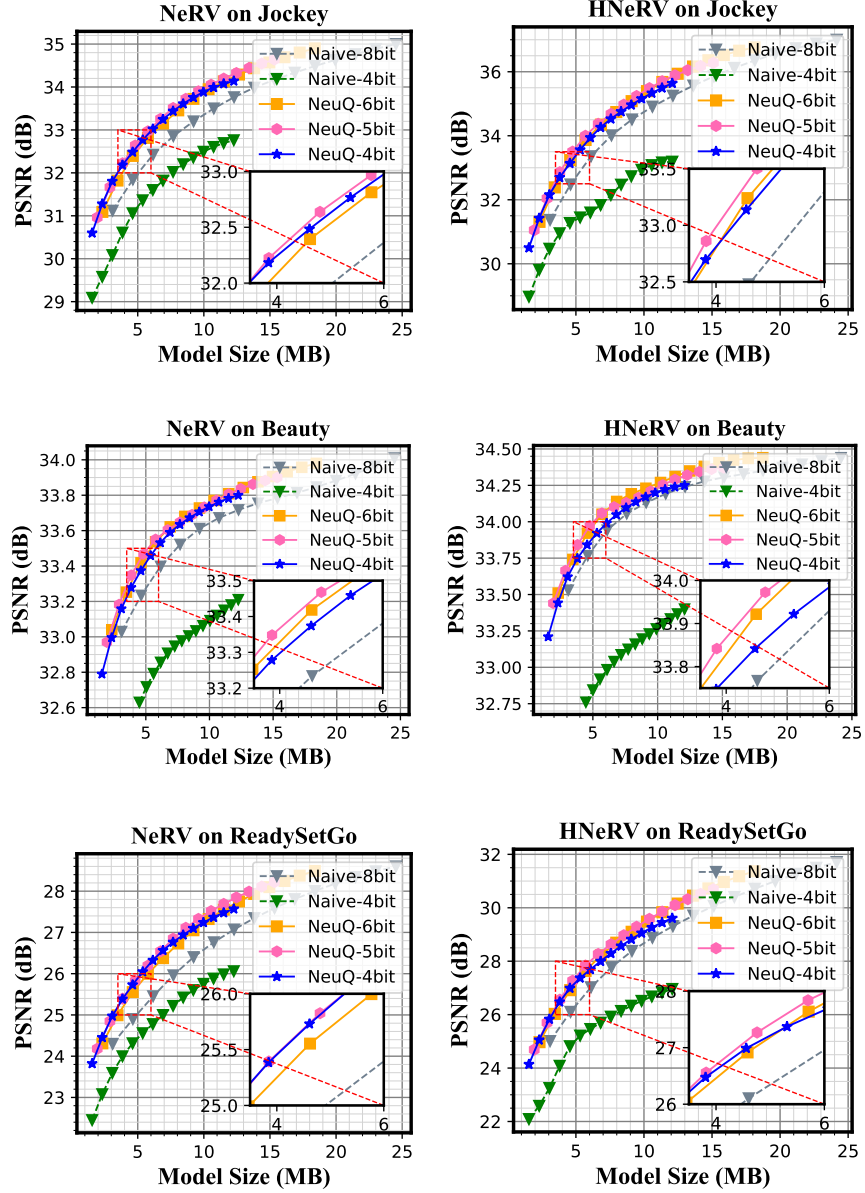 NeRV on Jockey
35
34
33
32
31
30
29
PSNR (dB)
Naive-8bit
Naive-4bit
NeuQ-6bit
NeuQ-5bit
NeuQ-4bit
33.0
32.5
32.0
4
6
5
10
15
20
25
Model Size (MB)
HNeRV on Jockey
36
34
32
30
PSNR (dB)
Naive-8bit
Naive-4bit
NeuQ-6bit
NeuQ-5bit
NeuQ-4bit
33.5
33.0
32.5
4
6
5
10
15
20
25
Model Size (MB)
NeRV on Beauty
34.0
33.8
33.6
33.4
33.2
33.0
32.8
32.6
PSNR (dB)
Naive-8bit
Naive-4bit
NeuQ-6bit
NeuQ-5bit
NeuQ-4bit
33.5
33.4
33.3
33.2
4
6
5
10
15
20
25
Model Size (MB)
HNeRV on Beauty
34.50
34.25
34.00
33.75
33.50
33.25
33.00
32.75
PSNR (dB)
Naive-8bit
Naive-4bit
NeuQ-6bit
NeuQ-5bit
NeuQ-4bit
34.0
33.9
33.8
4
6
5
10
15
20
25
Model Size (MB)
NeRV on ReadySetGo
28
27
26
25
24
23
PSNR (dB)
Naive-8bit
Naive-4bit
NeuQ-6bit
NeuQ-5bit
NeuQ-4bit
26.0
25.5
25.0
4
6
5
10
15
20
25
Model Size (MB)
HNeRV on ReadySetGo
32
30
28
26
24
22
PSNR (dB)
Naive-8bit
Naive-4bit
NeuQ-6bit
NeuQ-5bit
NeuQ-4bit
28
27
26
4
6
5
10
15
20
25
Model Size (MB)